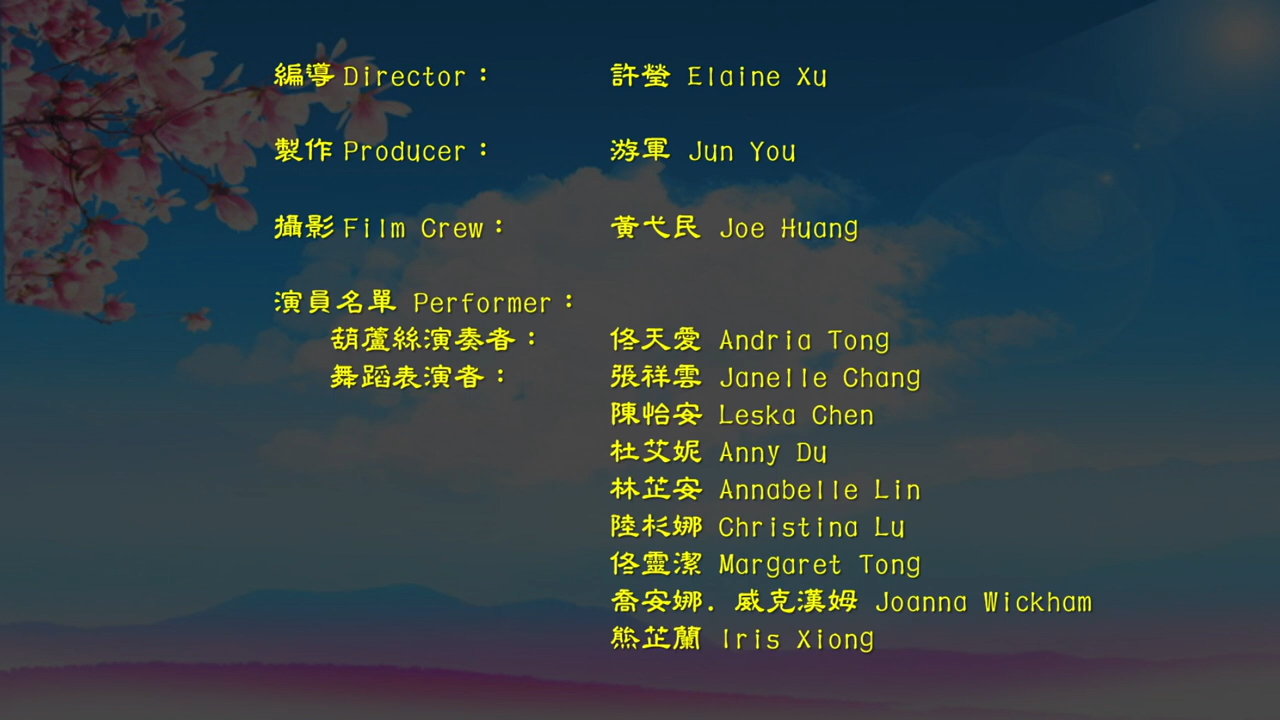 編導 Director： 許瑩 Elaine Xu
製作 Producer： 游軍 Jun You
攝影 Film Crew： 黃弋民 Joe Huang
演員名單 Performer：
葫蘆絲演奏者： 佟天愛 Andria Tong
舞蹈表演者： 張祥雲 Janelle Chang
陳怡安 Leska Chen
杜艾妮 Anny Du
林芷安 Annabelle Lin
陸杉娜 Christina Lu
佟靈潔 Margaret Tong
喬安娜．威克漢姆 Joanna Wickham
熊芷蘭 Iris Xiong